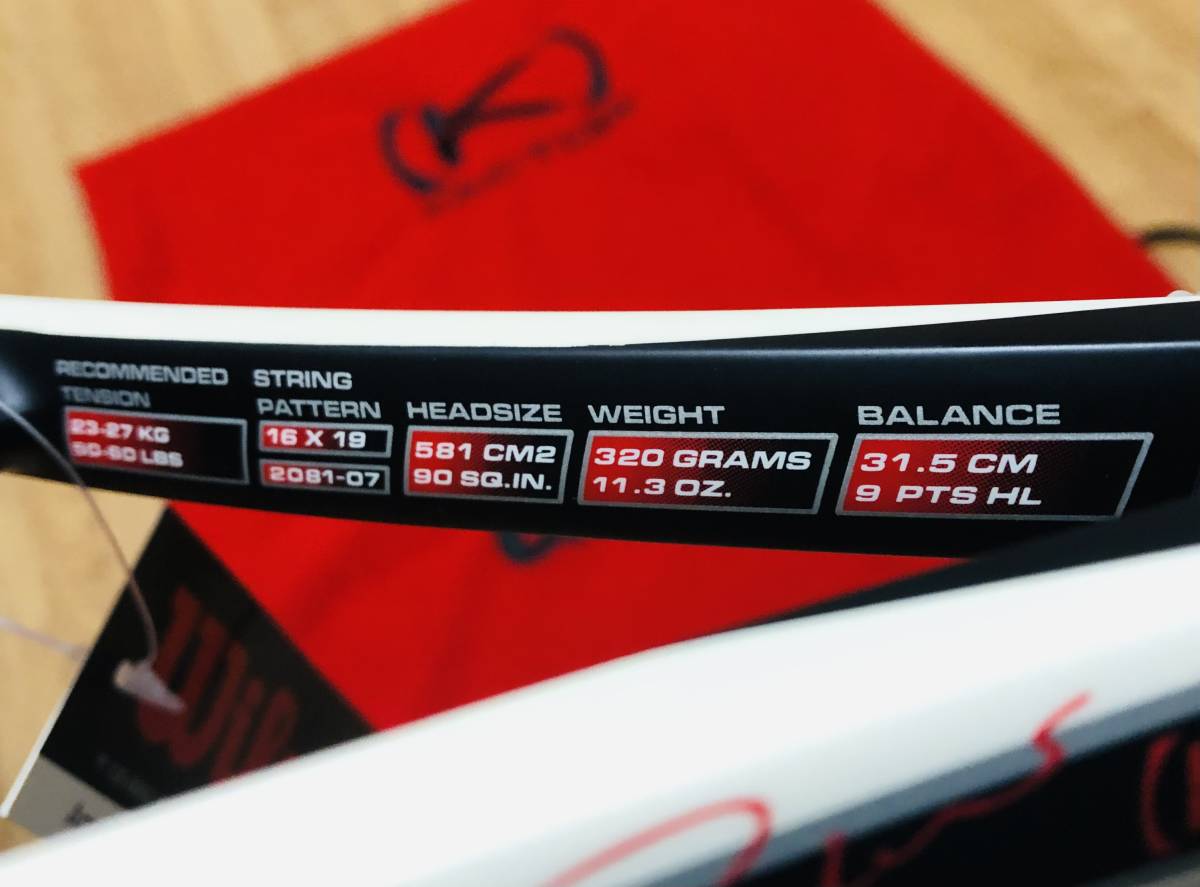 K
RECOMMENDED
TENSION
23-27 KG
50-60 LBS
STRING
PATTERN
16 X 19
2081-07
HEADSIZE
581 CM2
90 SQ.IN.
WEIGHT
320 GRAMS
11.3 OZ.
BALANCE
31.5 CM
9 PTS HL